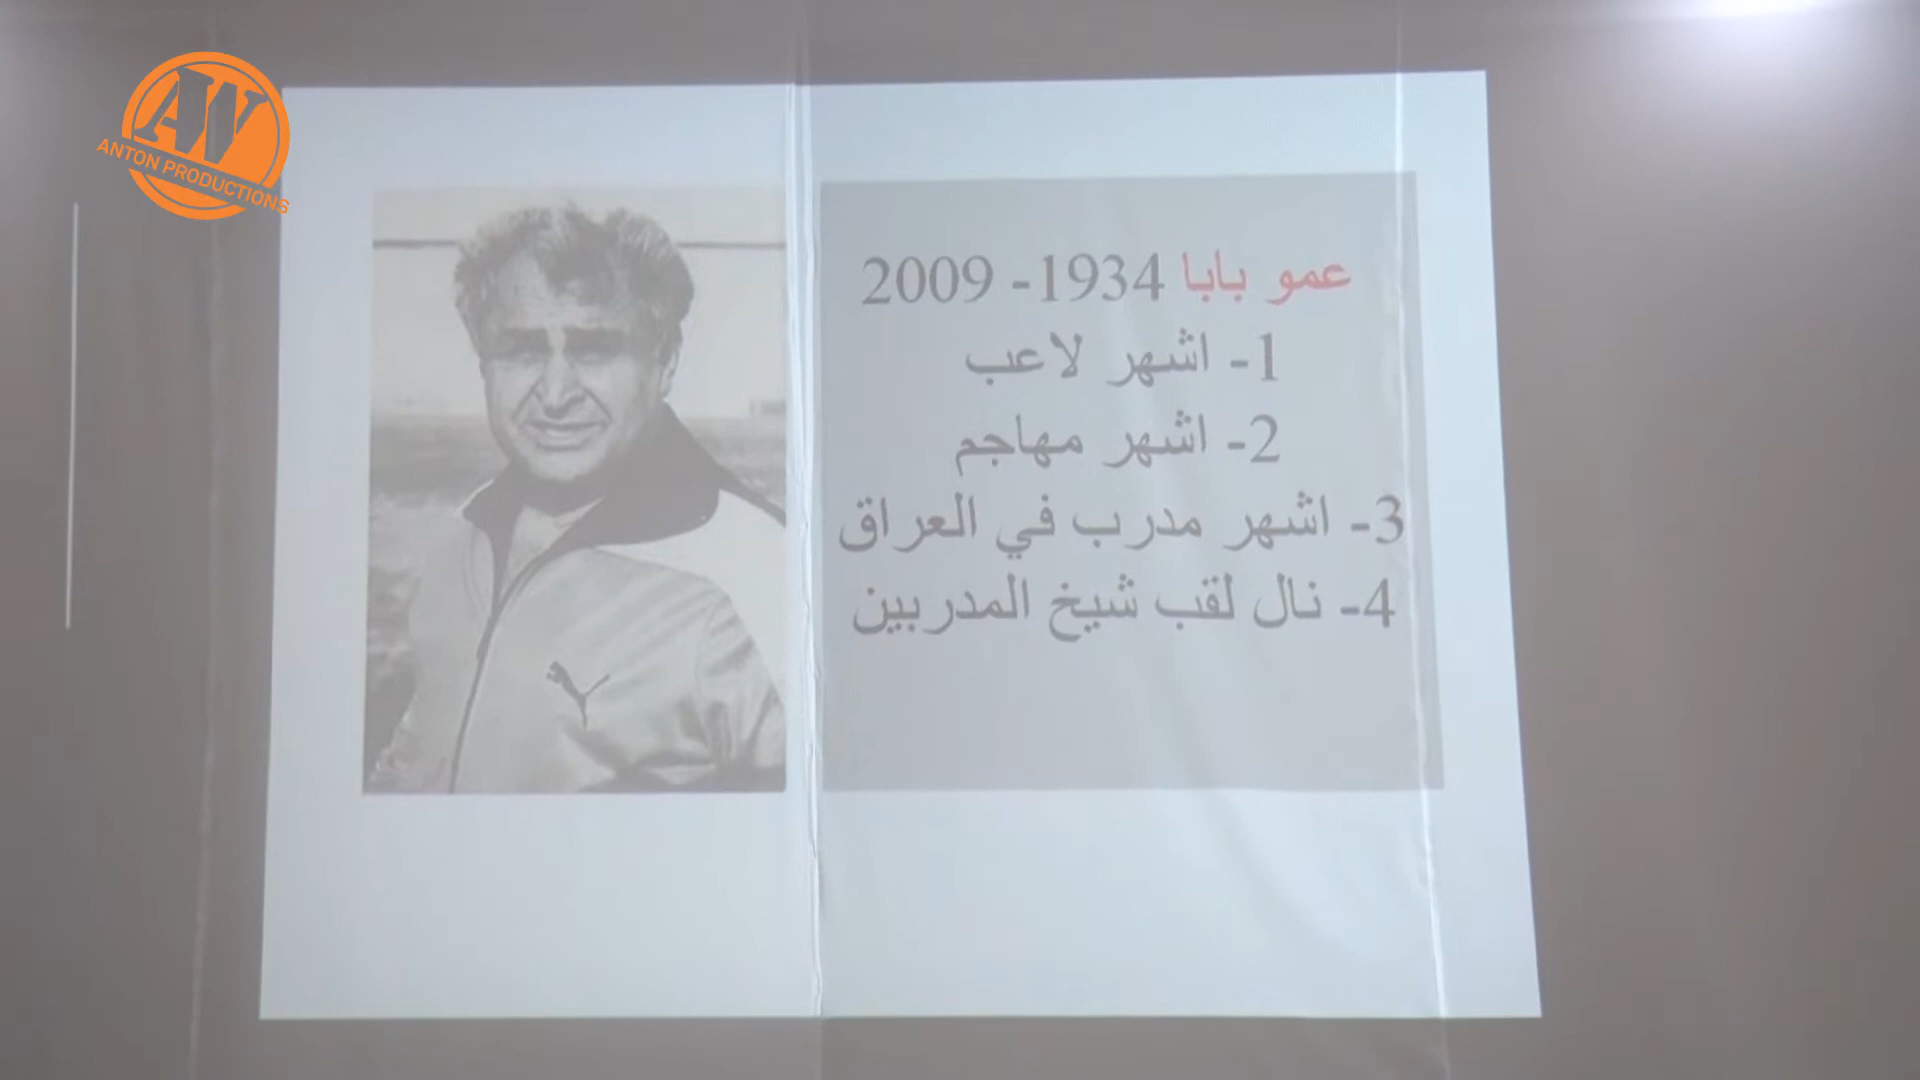 AW
ANTON PRODUCTIONS
عمو بابا 1934- 2009
1- اشهر لاعب
2- اشهر مهاجم
3- اشهر مدرب في العراق
4- نال لقب شيخ المدربين